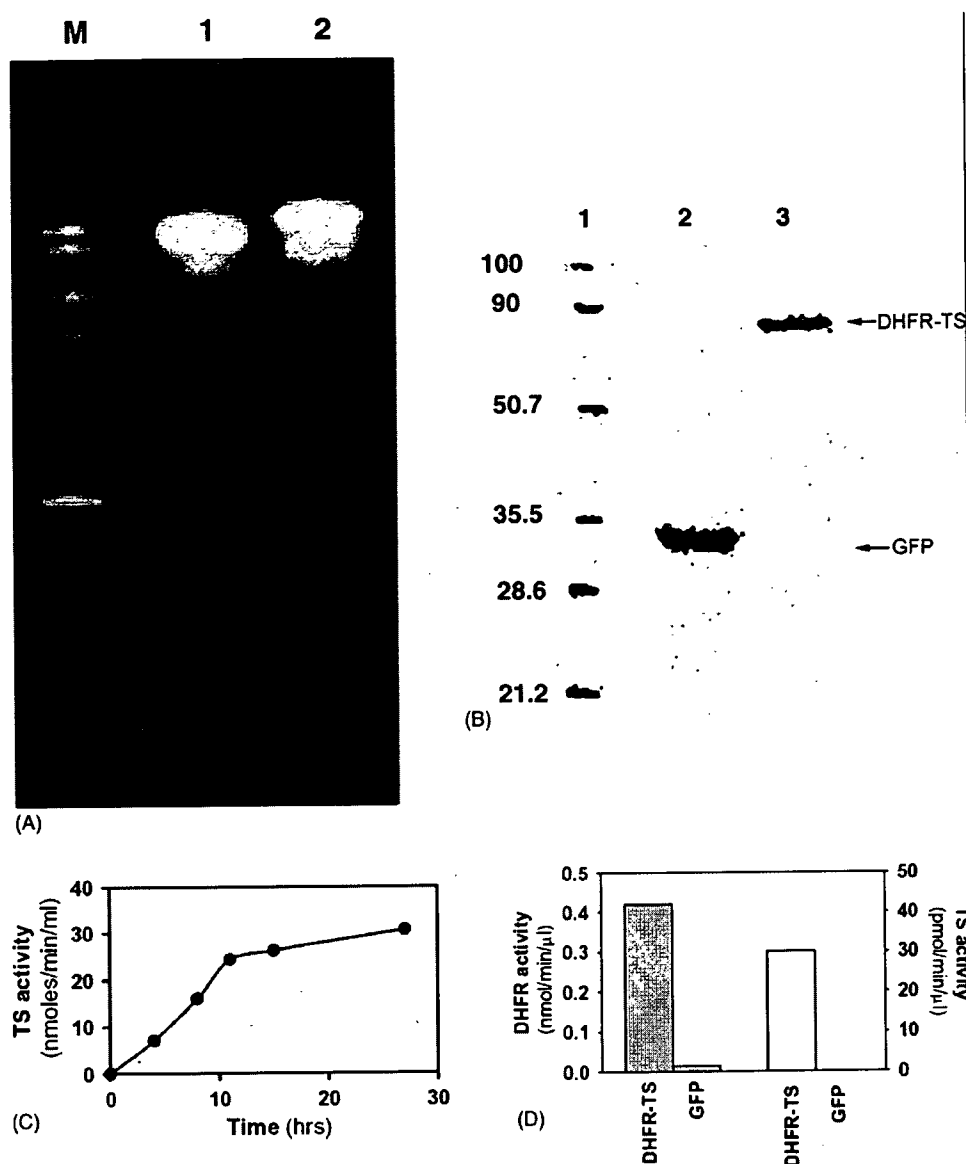 M 1 2
1 2 3
100
90
DHFR-TS
50.7
35.5
GFP
28.6
21.2
(A)
(B)
TS activity
(nmoles/min/ml)
40
30
20
10
0
0 10 20 30
Time (hrs)
(C)
DHFR activity
(nmol/min/µl)
0.5
0.4
0.3
0.2
0.1
0.0
50
40
30
20
10
0
TS activity
(pmol/min/µl)
DHFR-TS
GFP
DHFR-TS
GFP
(D)